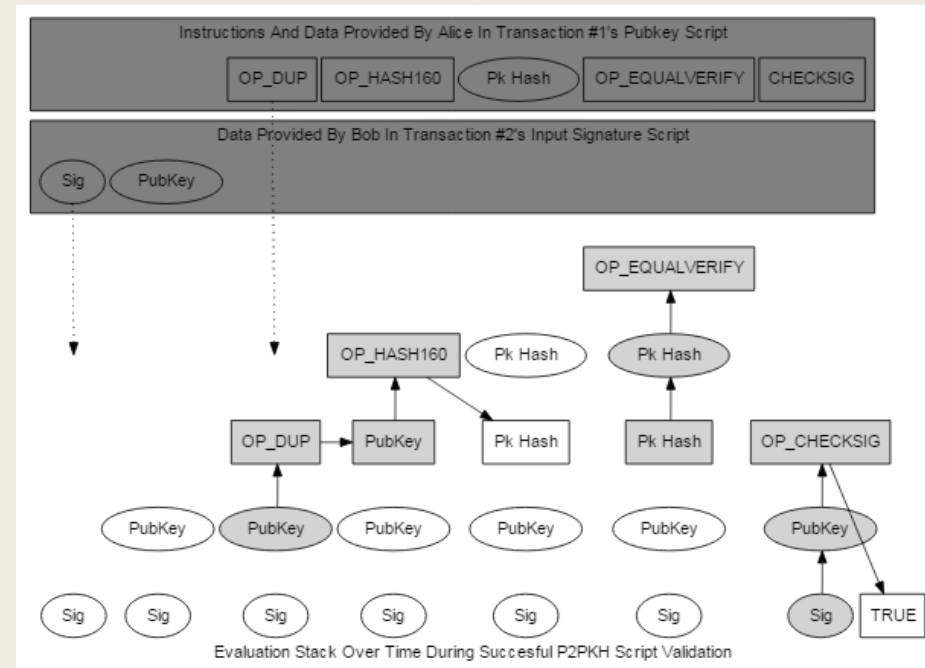 Instructions And Data Provided By Alice In Transaction #1's Pubkey Script
OP_DUP OP_HASH160 Pk Hash OP_EQUALVERIFY CHECKSIG
Data Provided By Bob In Transaction #2's Input Signature Script
Sig PubKey
OP_EQUALVERIFY
OP_HASH160 Pk Hash Pk Hash
OP_DUP PubKey Pk Hash Pk Hash OP_CHECKSIG
PubKey PubKey PubKey PubKey PubKey PubKey
Sig Sig Sig Sig Sig Sig Sig TRUE
Evaluation Stack Over Time During Succesful P2PKH Script Validation